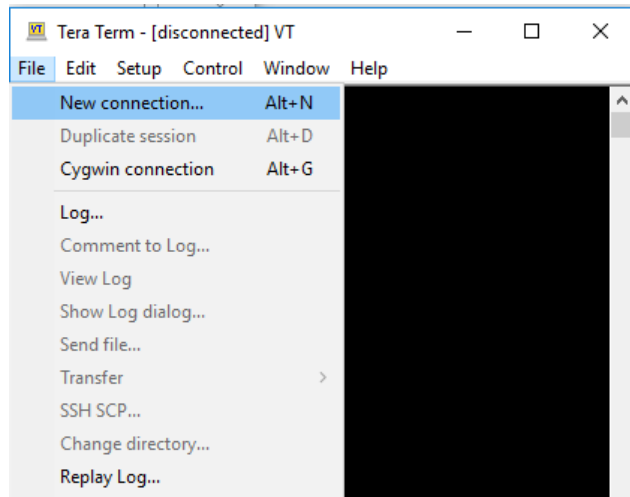 VT Tera Term - [disconnected] VT
File Edit Setup Control Window Help
New connection... Alt+N
Duplicate session Alt+D
Cygwin connection Alt+G
Log...
Comment to Log...
View Log
Show Log dialog...
Send file...
Transfer
SSH SCP...
Change directory...
Replay Log...